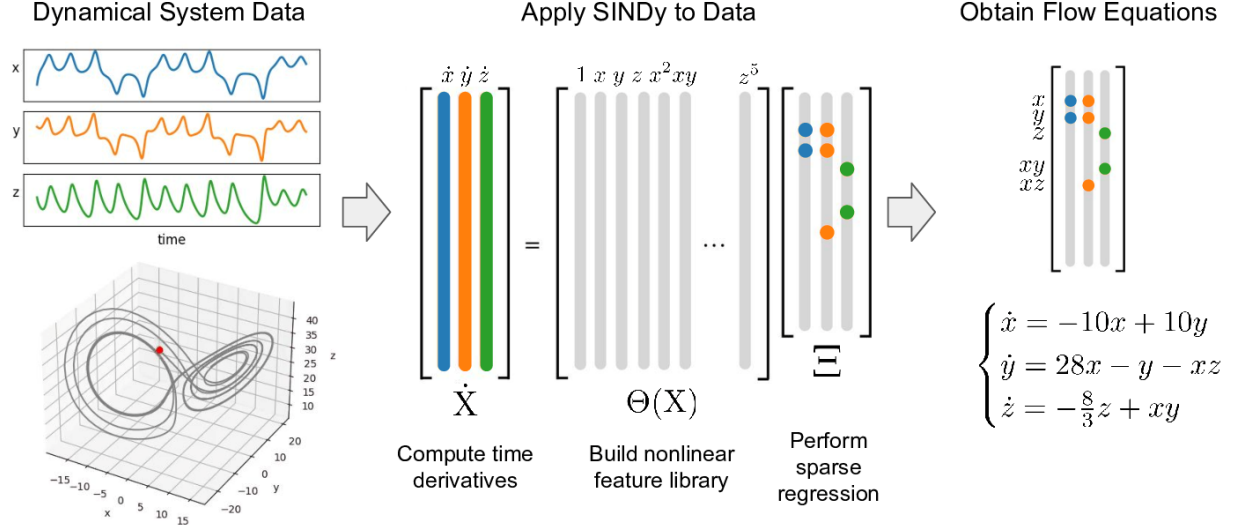 Dynamical System Data
x
y
z
time
40
35
30
25
20
15
10
z
20
10
0
−10
−20
y
−15
−10
−5
0
5
10
15
x
Apply SINDy to Data
ẋ ẏ ż
=
1 x y z x² xy
...
z⁵
Ẋ
Θ(X)
Ξ
Compute time
derivatives
Build nonlinear
feature library
Perform
sparse
regression
Obtain Flow Equations
x
y
z
xy
xz
ẋ = −10x + 10y
ẏ = 28x − y − xz
ż = −8/3 z + xy